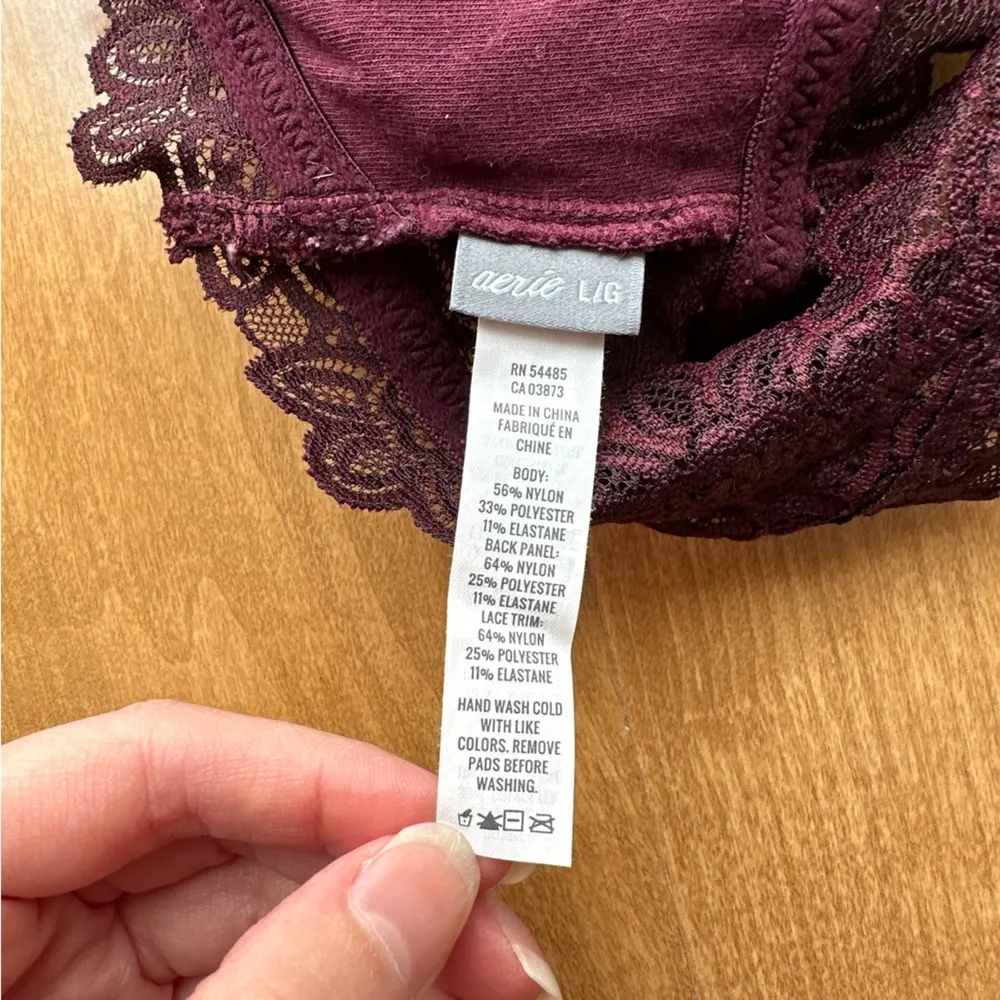 aerie L/G
RN 54485
CA 03873
MADE IN CHINA
FABRIQUÉ EN
CHINE
BODY:
56% NYLON
33% POLYESTER
11% ELASTANE
BACK PANEL:
64% NYLON
25% POLYESTER
11% ELASTANE
LACE TRIM:
64% NYLON
25% POLYESTER
11% ELASTANE
HAND WASH COLD
WITH LIKE
COLORS. REMOVE
PADS BEFORE
WASHING.